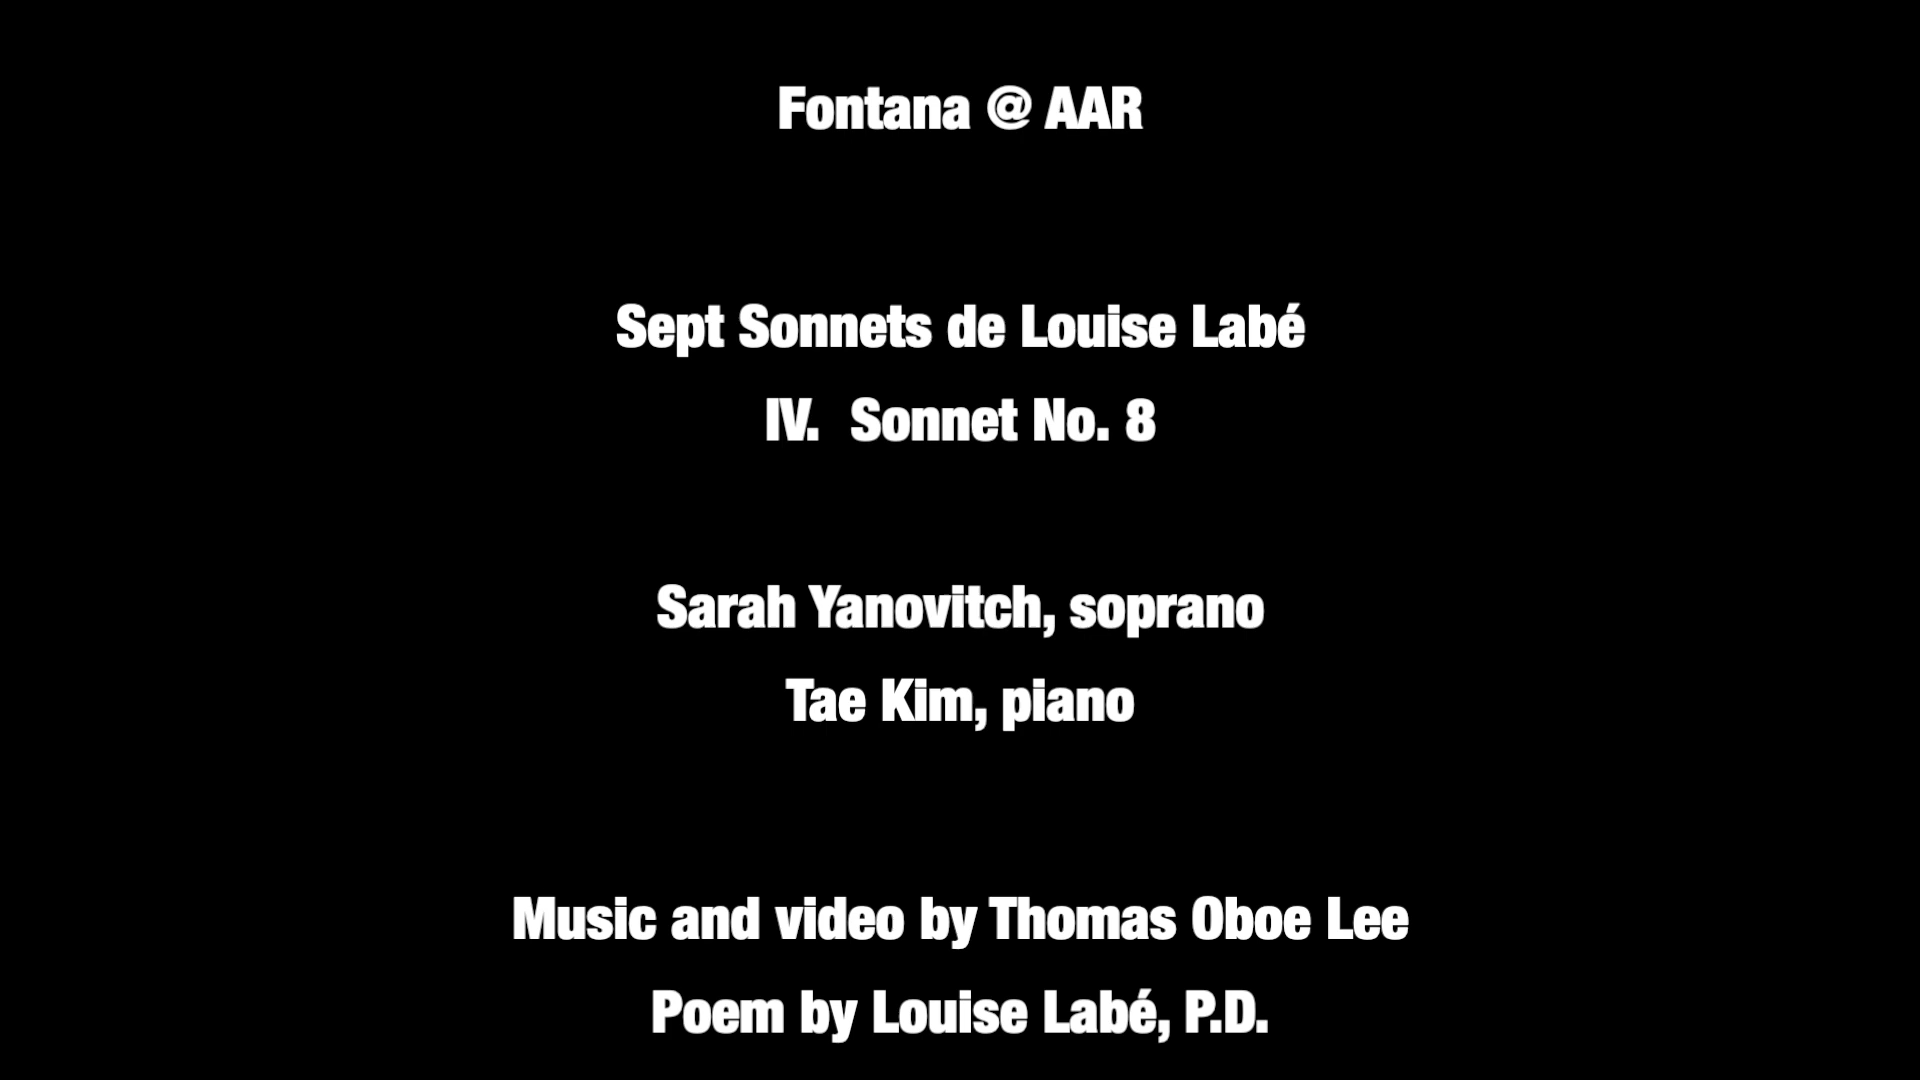 Fontana @ AAR
Sept Sonnets de Louise Labé
IV.  Sonnet No. 8
Sarah Yanovitch, soprano
Tae Kim, piano
Music and video by Thomas Oboe Lee
Poem by Louise Labé, P.D.